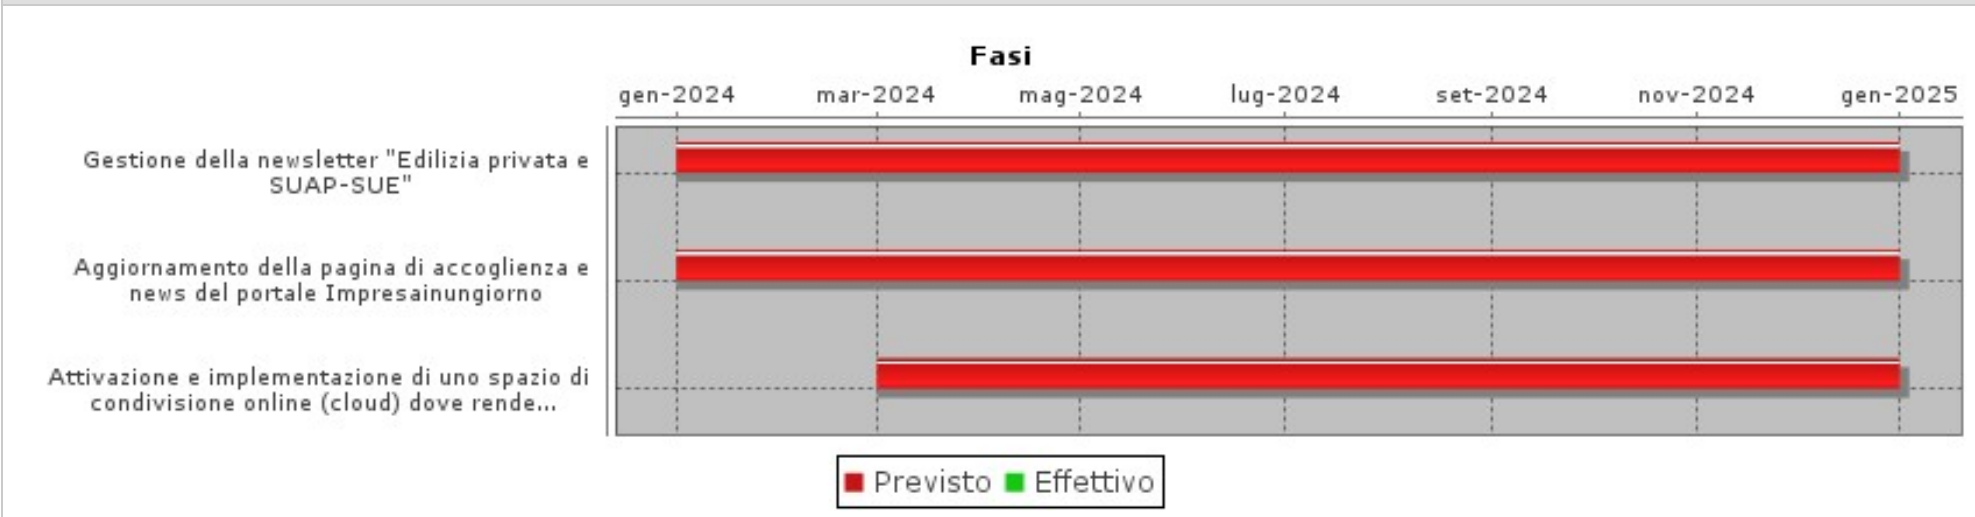 Fasi
gen-2024 mar-2024 mag-2024 lug-2024 set-2024 nov-2024 gen-2025
Gestione della newsletter "Edilizia privata e
SUAP-SUE"
Aggiornamento della pagina di accoglienza e
news del portale Impresainungiorno
Attivazione e implementazione di uno spazio di
condivisione online (cloud) dove rende...
Previsto Effettivo